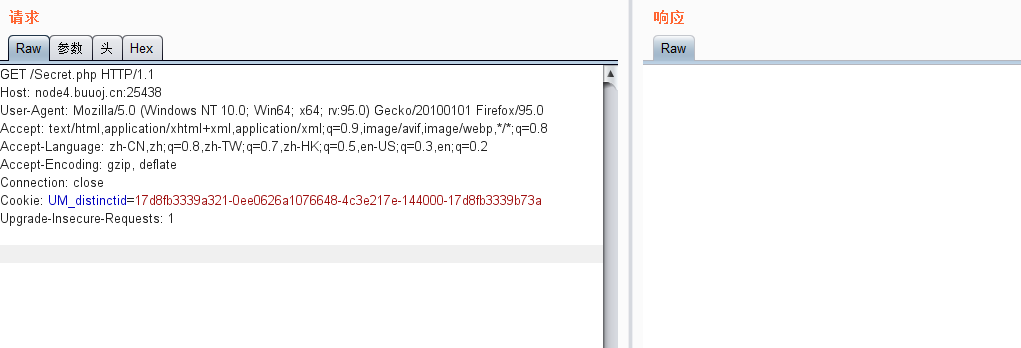 请求
响应
Raw 参数 头 Hex
Raw
GET /Secret.php HTTP/1.1
Host: node4.buuoj.cn:25438
User-Agent: Mozilla/5.0 (Windows NT 10.0; Win64; x64; rv:95.0) Gecko/20100101 Firefox/95.0
Accept: text/html,application/xhtml+xml,application/xml;q=0.9,image/avif,image/webp,*/*;q=0.8
Accept-Language: zh-CN,zh;q=0.8,zh-TW;q=0.7,zh-HK;q=0.5,en-US;q=0.3,en;q=0.2
Accept-Encoding: gzip, deflate
Connection: close
Cookie: UM_distinctid=17d8fb3339a321-0ee0626a1076648-4c3e217e-144000-17d8fb3339b73a
Upgrade-Insecure-Requests: 1